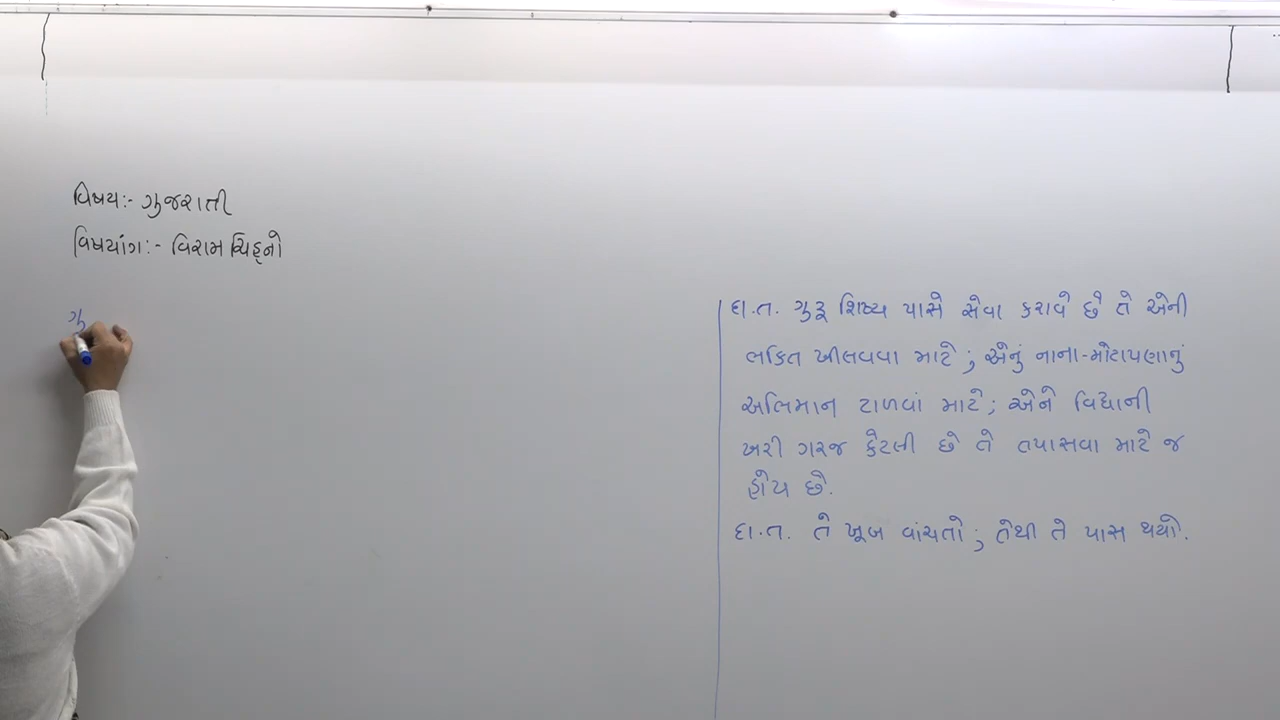 વિષય:- ગુજરાતી
વિષયાંગ:- વિરામ ચિહ્નો
ગુ
દા.ત. ગુરુ શિષ્ય પાસે સેવા કરાવે છે તે એની
ભકિત ખીલવવા માટે; એનું નાના-મોટાપણાનું
અભિમાન ટાળવાં માટે; એને વિદ્યાની
ખરી ગરજ કેટલી છે તે તપાસવા માટે જ
હોય છે.
દા.ત. તે ખૂબ વાંચતો; તેથી તે પાસ થયો.